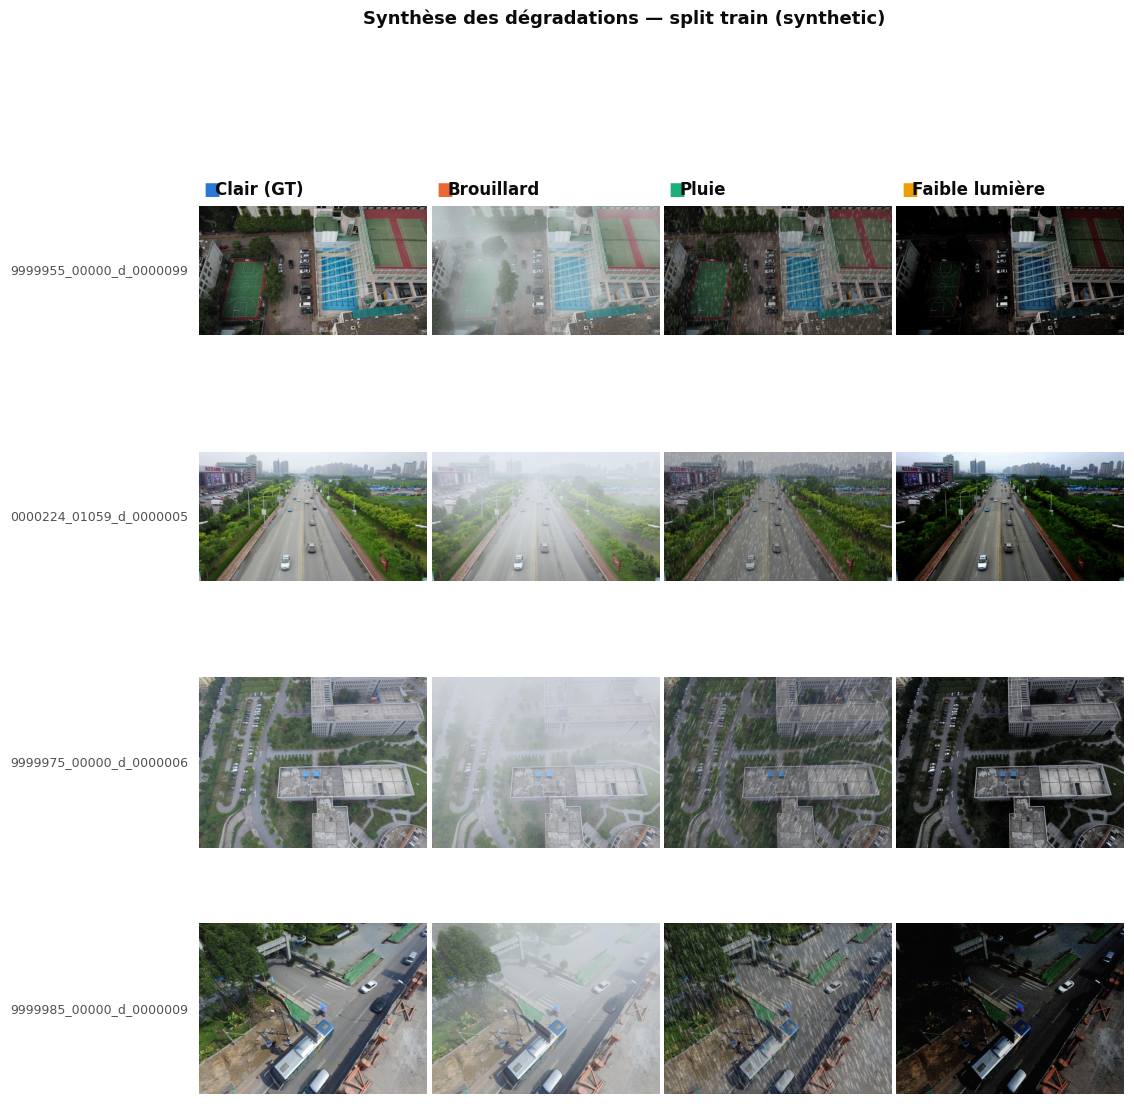 Synthèse des dégradations — split train (synthetic)
Clair (GT) Brouillard Pluie Faible lumière
9999955_00000_d_0000099
0000224_01059_d_0000005
9999975_00000_d_0000006
9999985_00000_d_0000009